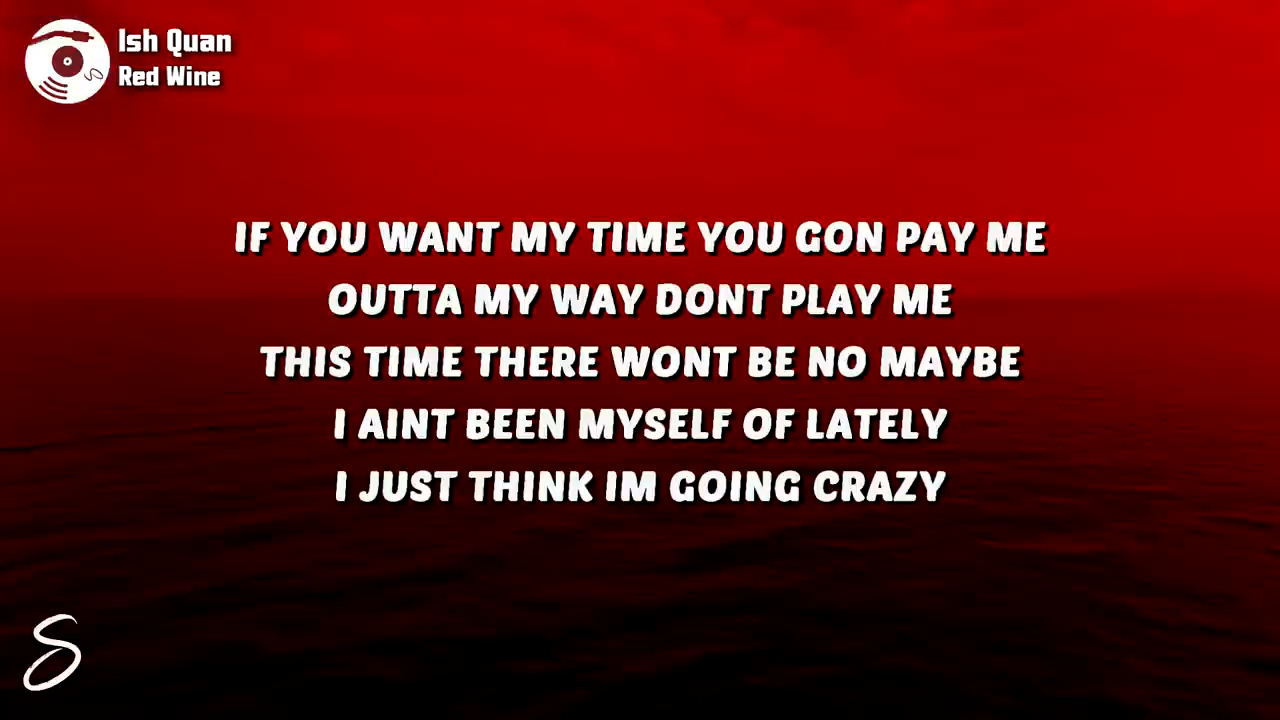 Ish Quan
Red Wine
IF YOU WANT MY TIME YOU GON PAY ME
OUTTA MY WAY DONT PLAY ME
THIS TIME THERE WONT BE NO MAYBE
I AINT BEEN MYSELF OF LATELY
I JUST THINK IM GOING CRAZY
S